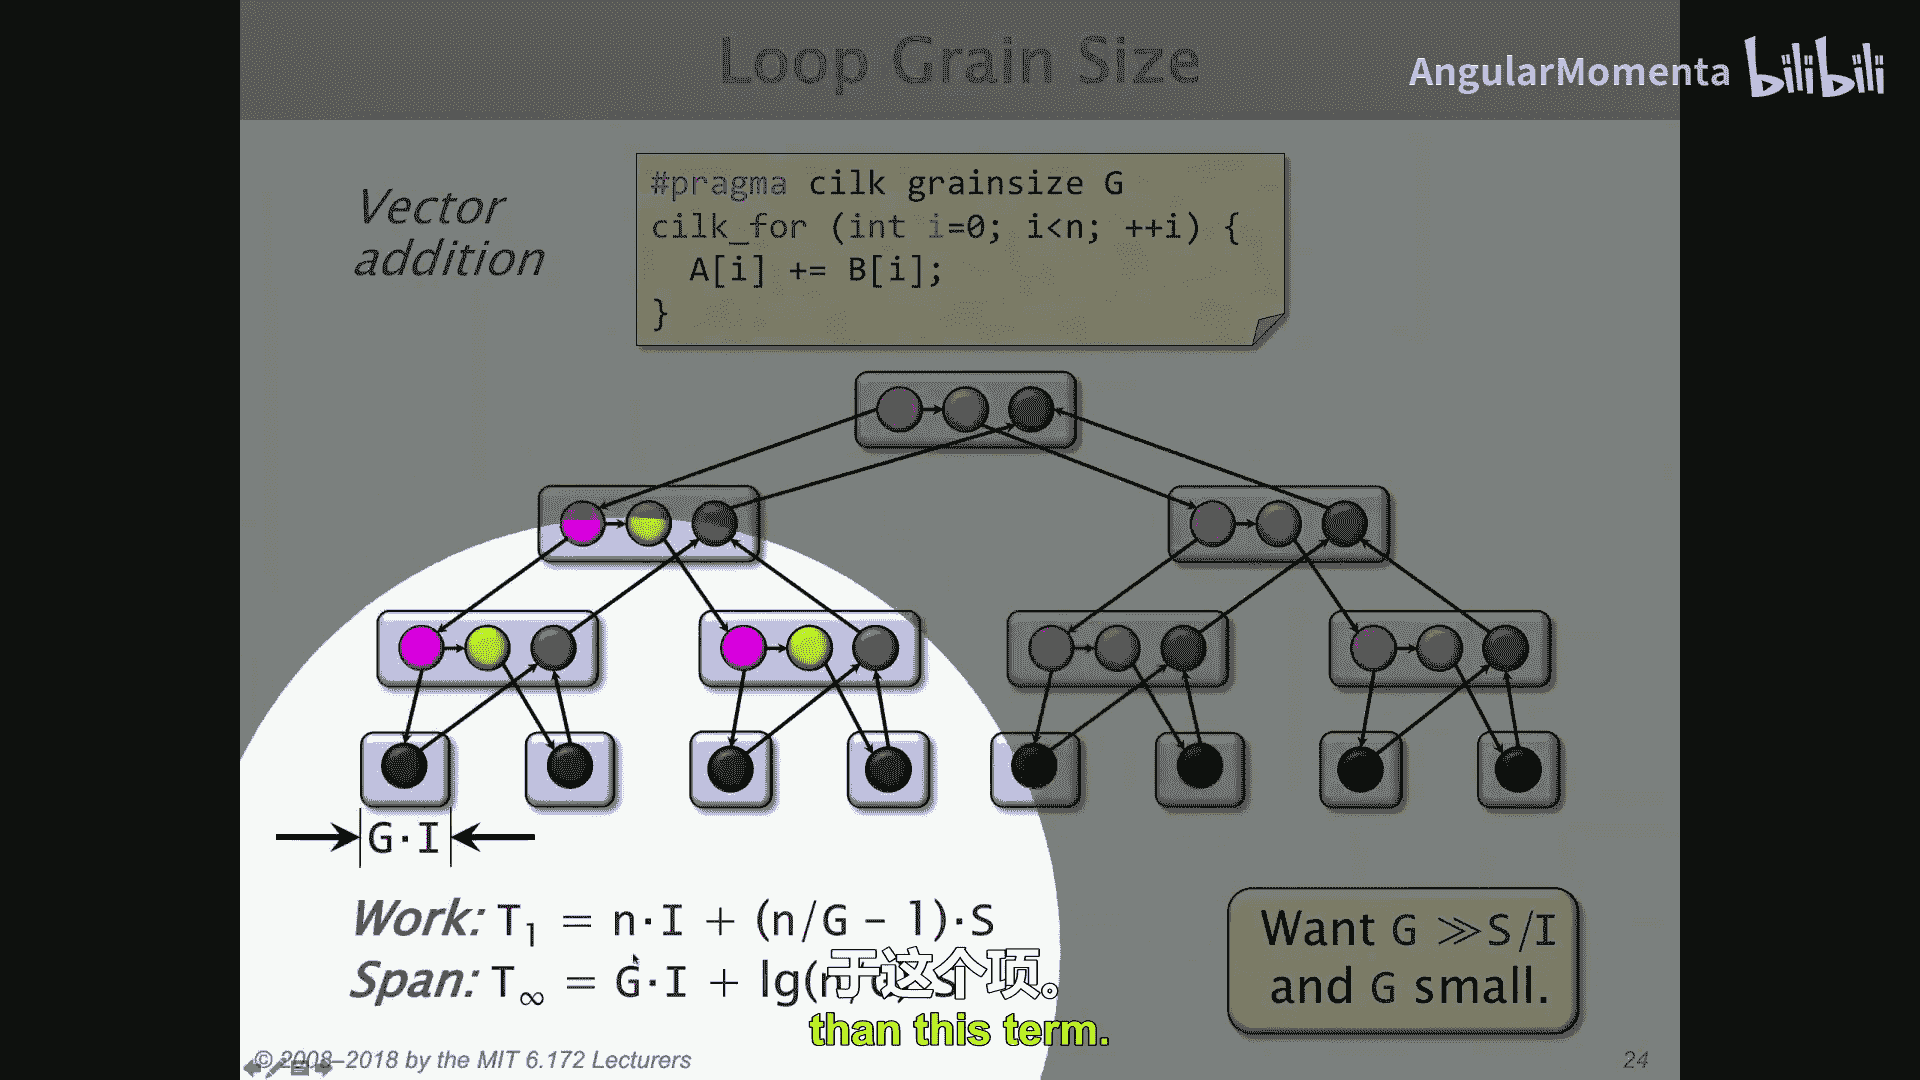 Loop Grain Size
AngularMomenta bilibili
Vector
addition
#pragma cilk grainsize G
cilk_for (int i=0; i<n; ++i) {
A[i] += B[i];
}
G·I
Work: T₁ = n·I + (n/G − 1)·S
Span: T∞ = G·I + lg(n
于这个项。
than this term.
Want G ≫ S/I
and G small.
© 2008–2018 by the MIT 6.172 Lecturers
24